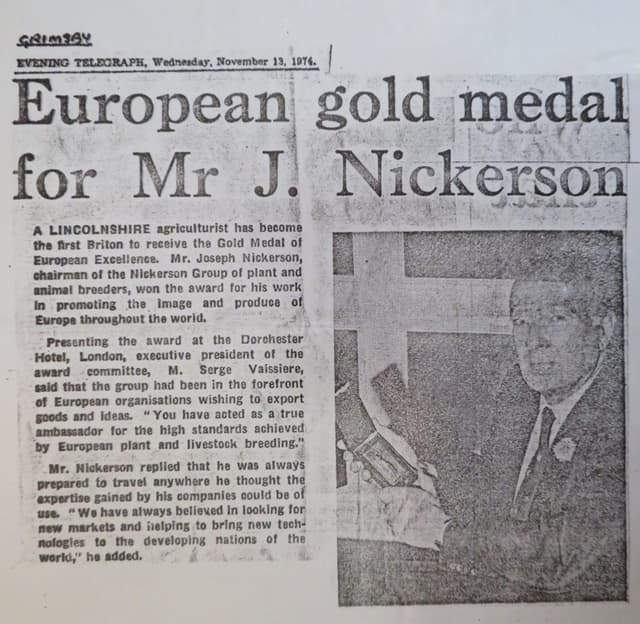 GRIMSBY
EVENING TELEGRAPH, Wednesday, November 13, 1974.
European gold medal
for Mr J. Nickerson
A LINCOLNSHIRE agriculturist has become
the first Briton to receive the Gold Medal of
European Excellence. Mr. Joseph Nickerson,
chairman of the Nickerson Group of plant and
animal breeders, won the award for his work
in promoting the image and produce of
Europe throughout the world.
Presenting the award at the Dorchester
Hotel, London, executive president of the
award committee, M. Serge Vaissiere,
said that the group had been in the forefront
of European organisations wishing to export
goods and ideas. "You have acted as a true
ambassador for the high standards achieved
by European plant and livestock breeding."
Mr. Nickerson replied that he was always
prepared to travel anywhere he thought the
expertise gained by his companies could be of
use. "We have always believed in looking for
new markets and helping to bring new tech-
nologies to the developing nations of the
world," he added.